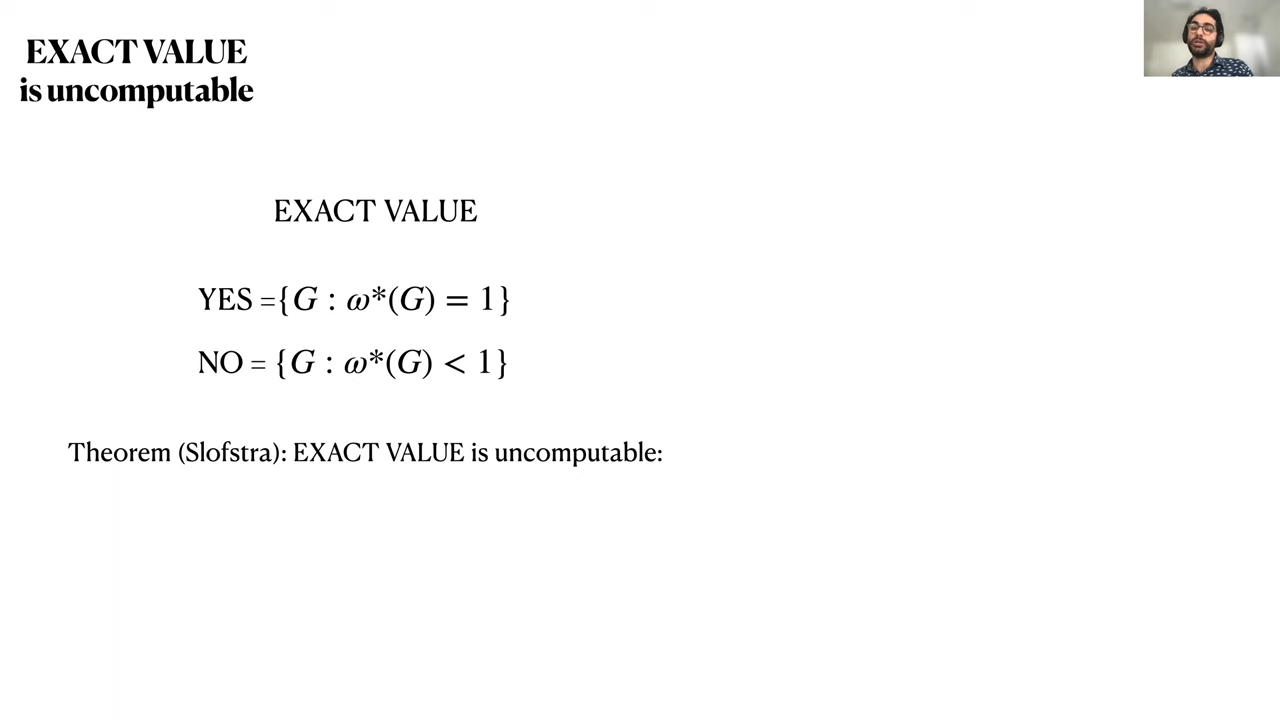 EXACT VALUE
is uncomputable
EXACT VALUE
YES ={G : ω*(G) = 1}
NO = {G : ω*(G) < 1}
Theorem (Slofstra): EXACT VALUE is uncomputable: